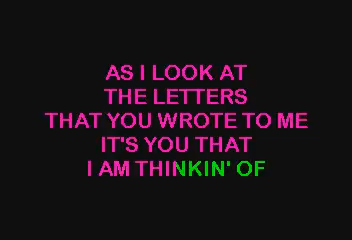 AS I LOOK AT
THE LETTERS
THAT YOU WROTE TO ME
IT'S YOU THAT
I AM THINKIN' OF